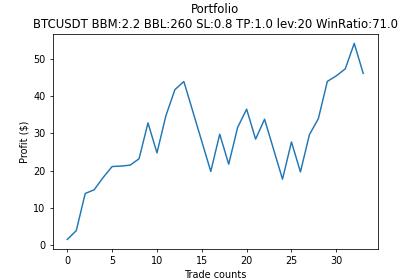 Portfolio
BTCUSDT BBM:2.2 BBL:260 SL:0.8 TP:1.0 lev:20 WinRatio:71.0
Profit ($)
50
40
30
20
10
0
0 5 10 15 20 25 30
Trade counts